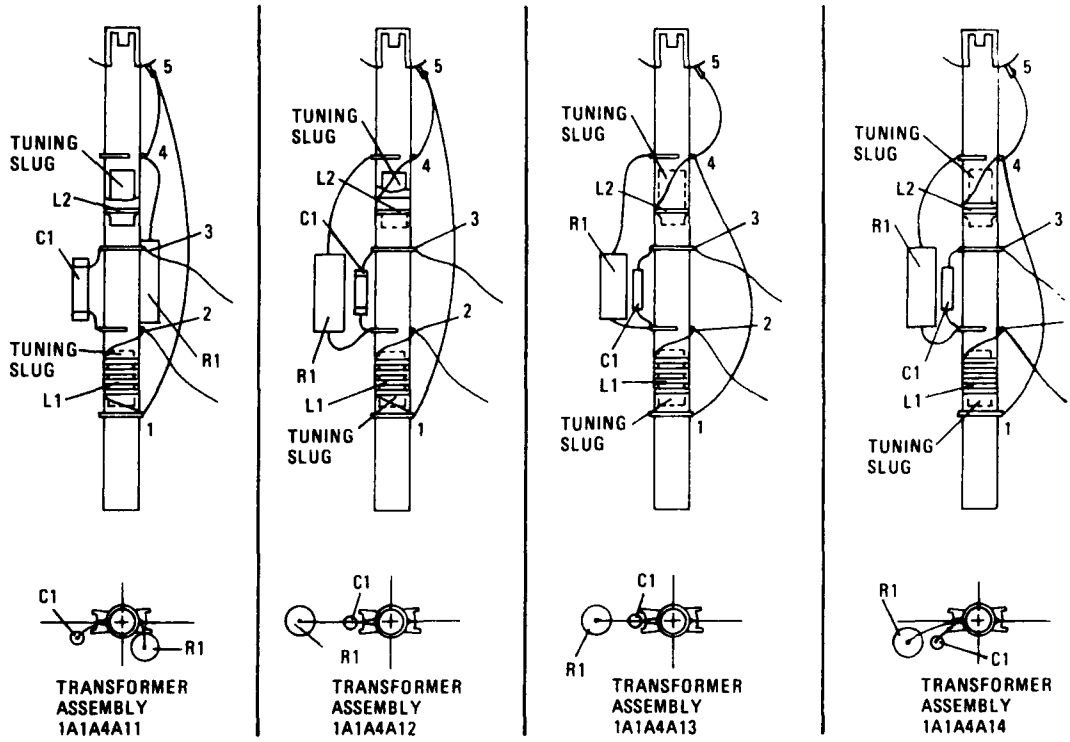 5
TUNING
SLUG
4
L2
C1
3
2
TUNING
SLUG
R1
L1
1
C1
R1
TRANSFORMER
ASSEMBLY
1A1A4A11
5
TUNING
SLUG
4
L2
C1
3
2
R1
L1
1
TUNING
SLUG
C1
R1
TRANSFORMER
ASSEMBLY
1A1A4A12
5
TUNING
SLUG
4
L2
R1
3
2
C1
L1
TUNING
SLUG
1
C1
R1
TRANSFORMER
ASSEMBLY
1A1A4A13
5
TUNING
SLUG
4
L2
R1
3
2
C1
L1
1
TUNING
SLUG
R1
C1
TRANSFORMER
ASSEMBLY
1A1A4A14